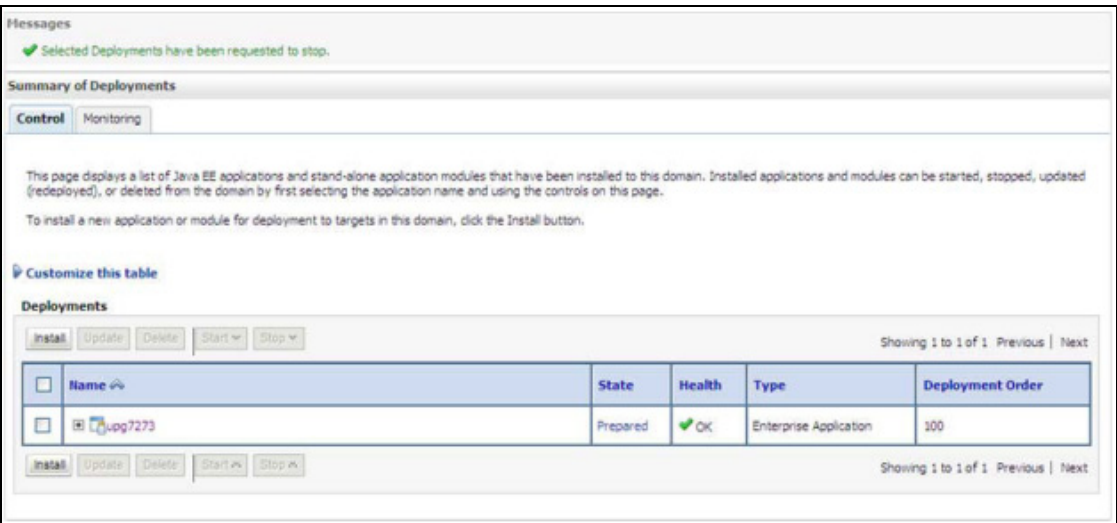 Messages
Selected Deployments have been requested to stop.
Summary of Deployments
Control Monitoring
This page displays a list of Java EE applications and stand-alone application modules that have been installed to this domain. Installed applications and modules can be started, stopped, updated
(redeployed), or deleted from the domain by first selecting the application name and using the controls on this page.
To install a new application or module for deployment to targets in this domain, click the Install button.
Customize this table
Deployments
Install Update Delete Start Stop Showing 1 to 1 of 1 Previous | Next
Name State Health Type Deployment Order
upg7273 Prepared OK Enterprise Application 100
Install Update Delete Start Stop Showing 1 to 1 of 1 Previous | Next